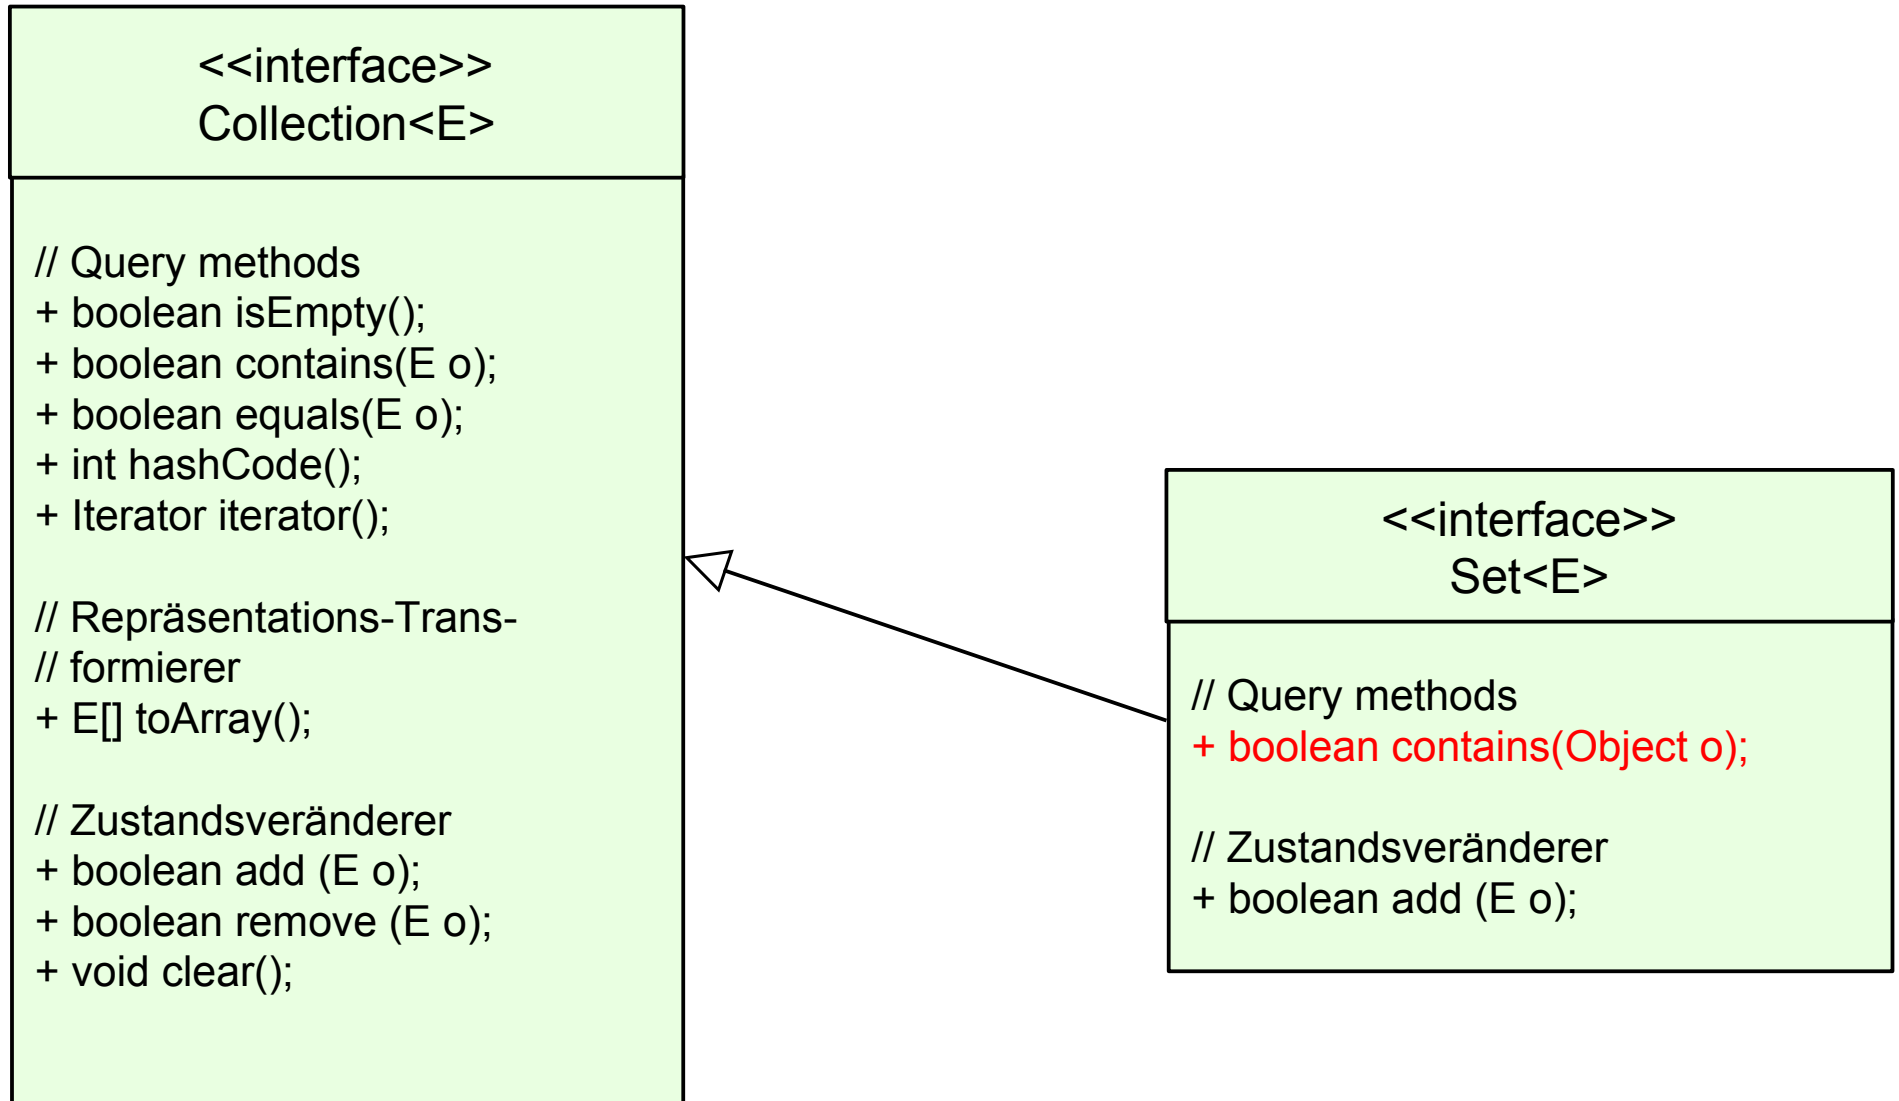 <<interface>>
Collection<E>
// Query methods
+ boolean isEmpty();
+ boolean contains(E o);
+ boolean equals(E o);
+ int hashCode();
+ Iterator iterator();
// Repräsentations-Trans-
// formierer
+ E[] toArray();
// Zustandsveränderer
+ boolean add (E o);
+ boolean remove (E o);
+ void clear();
<<interface>>
Set<E>
// Query methods
+ boolean contains(Object o);
// Zustandsveränderer
+ boolean add (E o);